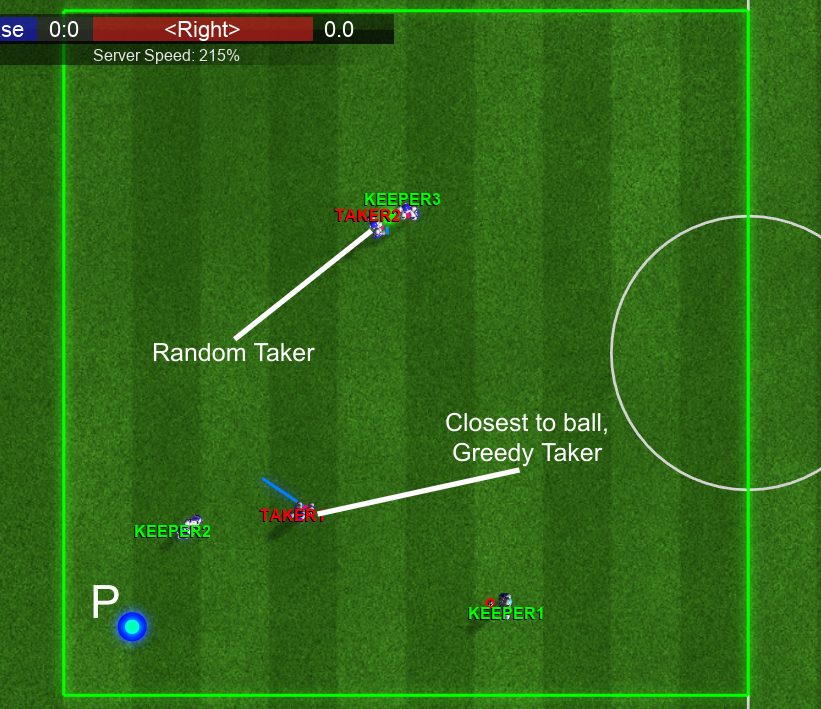 se 0:0 <Right> 0.0
Server Speed: 215%
KEEPER3
TAKER2
Random Taker
Closest to ball,
Greedy Taker
TAKER1
KEEPER2
P
KEEPER1